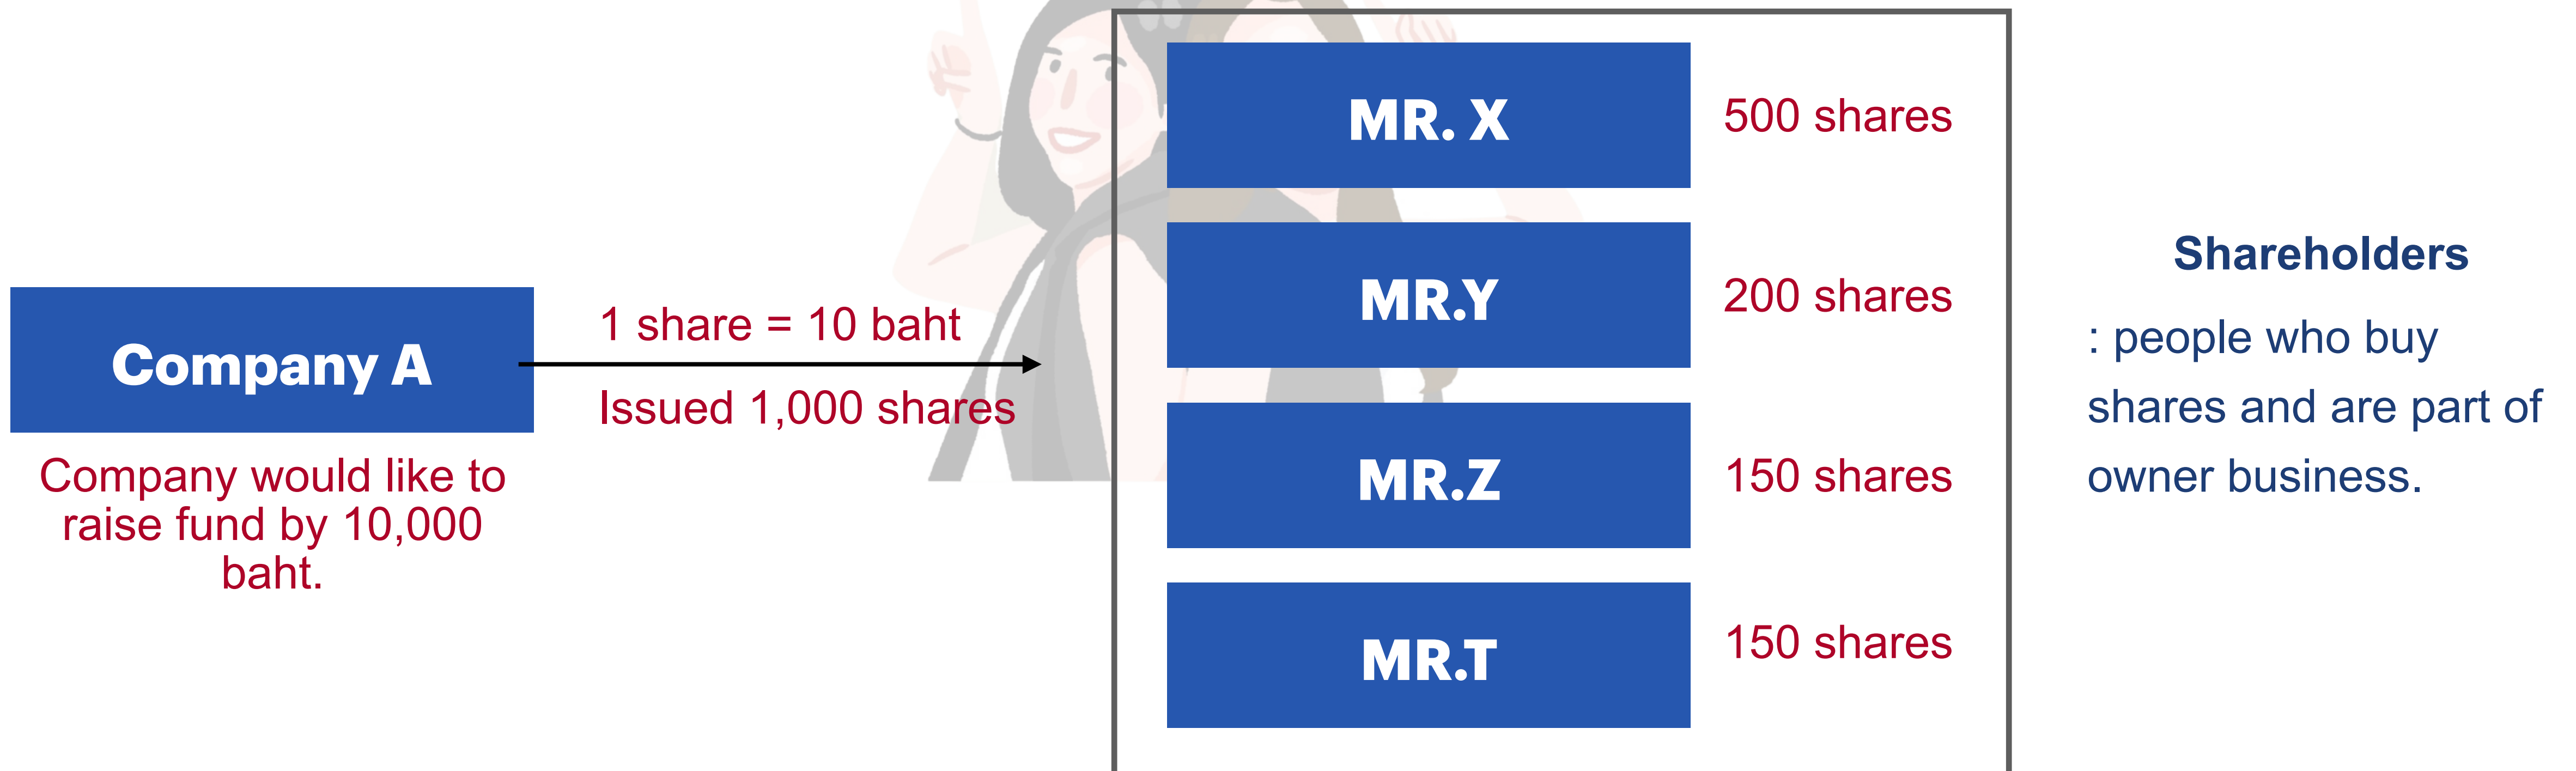 Company A
Company would like to
raise fund by 10,000
baht.
1 share = 10 baht
Issued 1,000 shares
MR. X
500 shares
MR.Y
200 shares
MR.Z
150 shares
MR.T
150 shares
Shareholders
: people who buy
shares and are part of
owner business.